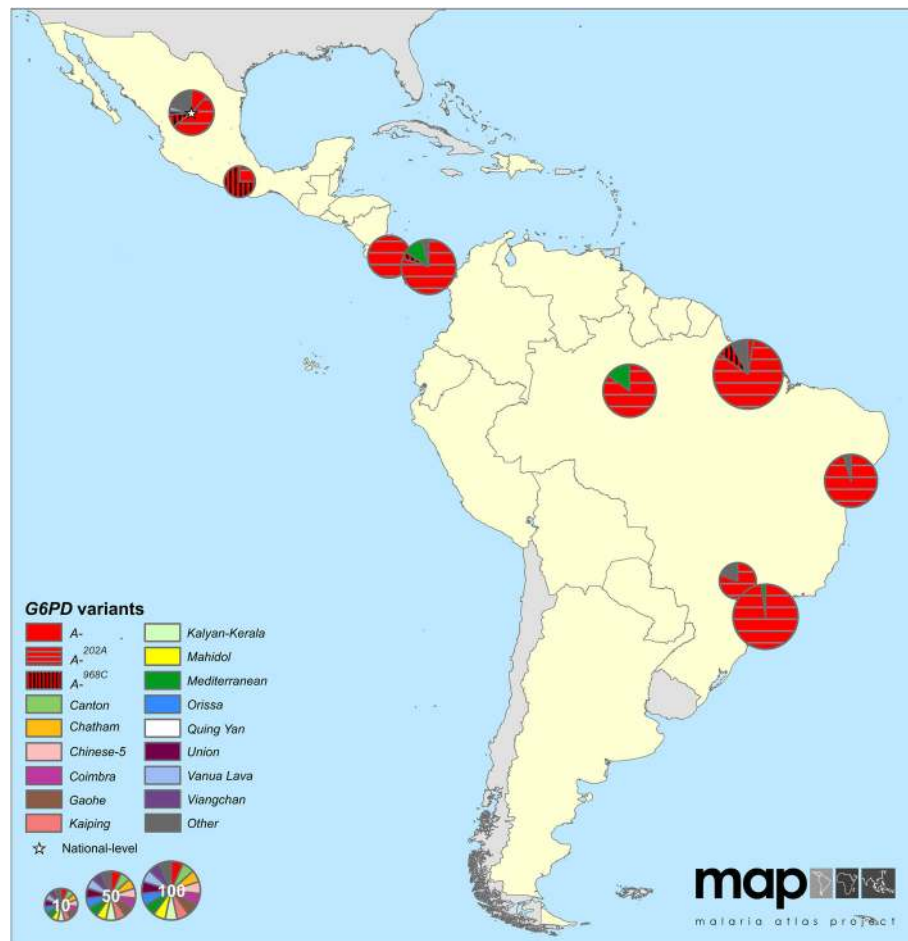 G6PD variants
A-
A-202A
A-968C
Canton
Chatham
Chinese-5
Coimbra
Gaohe
Kaiping
Kalyan-Kerala
Mahidol
Mediterranean
Orissa
Quing Yan
Union
Vanua Lava
Viangchan
Other
National-level
10
50
100
map
malaria atlas project